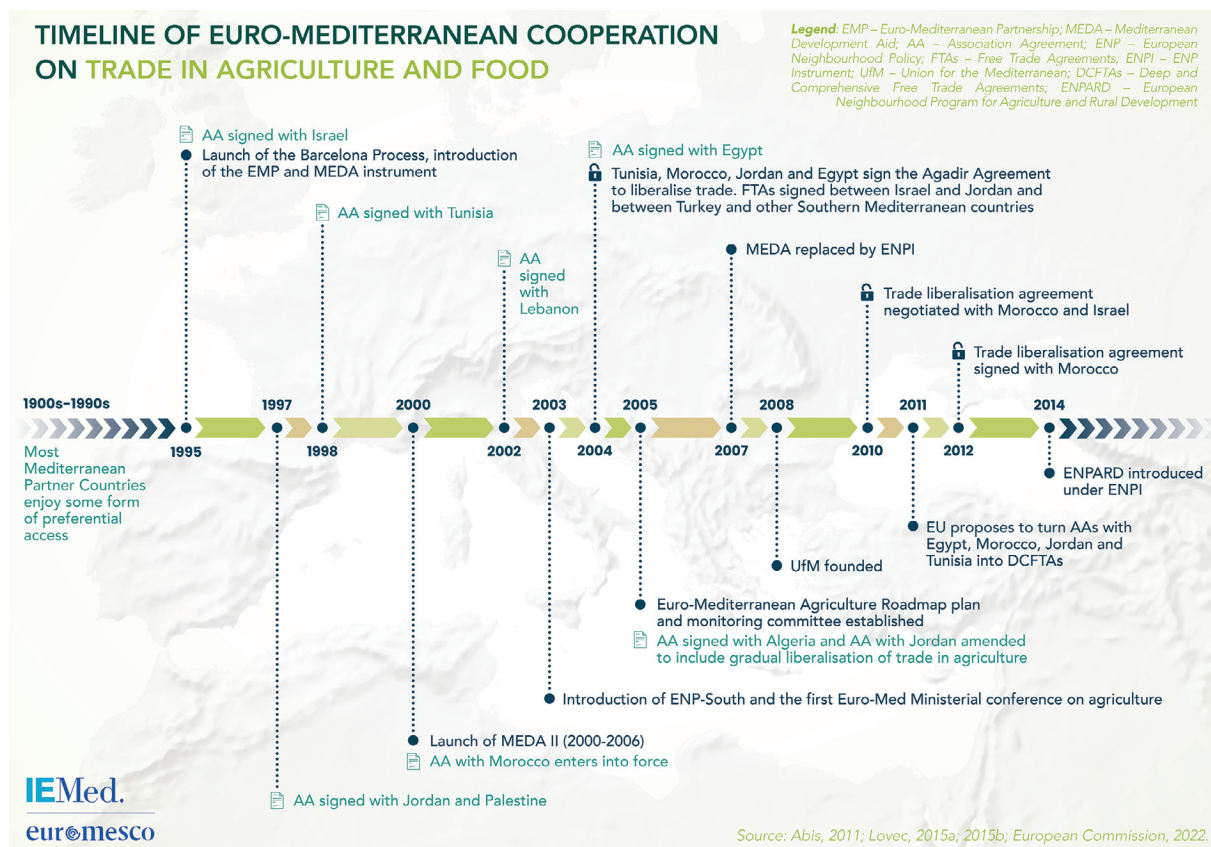 TIMELINE OF EURO-MEDITERRANEAN COOPERATION
ON TRADE IN AGRICULTURE AND FOOD
Legend: EMP – Euro-Mediterranean Partnership; MEDA – Mediterranean
Development Aid; AA – Association Agreement; ENP – European
Neighbourhood Policy; FTAs – Free Trade Agreements; ENPI – ENP
Instrument; UfM – Union for the Mediterranean; DCFTAs – Deep and
Comprehensive Free Trade Agreements; ENPARD – European
Neighbourhood Program for Agriculture and Rural Development
AA signed with Israel
Launch of the Barcelona Process, introduction
of the EMP and MEDA instrument
AA signed with Tunisia
AA
signed
with
Lebanon
AA signed with Egypt
Tunisia, Morocco, Jordan and Egypt sign the Agadir Agreement
to liberalise trade. FTAs signed between Israel and Jordan and
between Turkey and other Southern Mediterranean countries
MEDA replaced by ENPI
Trade liberalisation agreement
negotiated with Morocco and Israel
Trade liberalisation agreement
signed with Morocco
1900s–1990s
1997
2000
2003
2005
2008
2011
2014
1995
1998
2002
2004
2007
2010
2012
Most
Mediterranean
Partner Countries
enjoy some form
of preferential
access
ENPARD introduced
under ENPI
EU proposes to turn AAs with
Egypt, Morocco, Jordan and
Tunisia into DCFTAs
UfM founded
Euro-Mediterranean Agriculture Roadmap plan
and monitoring committee established
AA signed with Algeria and AA with Jordan amended
to include gradual liberalisation of trade in agriculture
Introduction of ENP-South and the first Euro-Med Ministerial conference on agriculture
Launch of MEDA II (2000-2006)
AA with Morocco enters into force
AA signed with Jordan and Palestine
IEMed.
euromesco
Source: Abis, 2011; Lovec, 2015a; 2015b; European Commission, 2022.